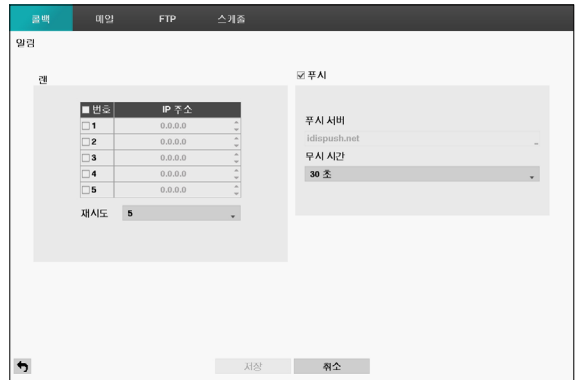 콜백 메일 FTP 스케줄
알림
랜
번호 IP 주소
1 0.0.0.0
2 0.0.0.0
3 0.0.0.0
4 0.0.0.0
5 0.0.0.0
재시도 5
푸시
푸시 서버
idispush.net
무시 시간
30 초
저장 취소